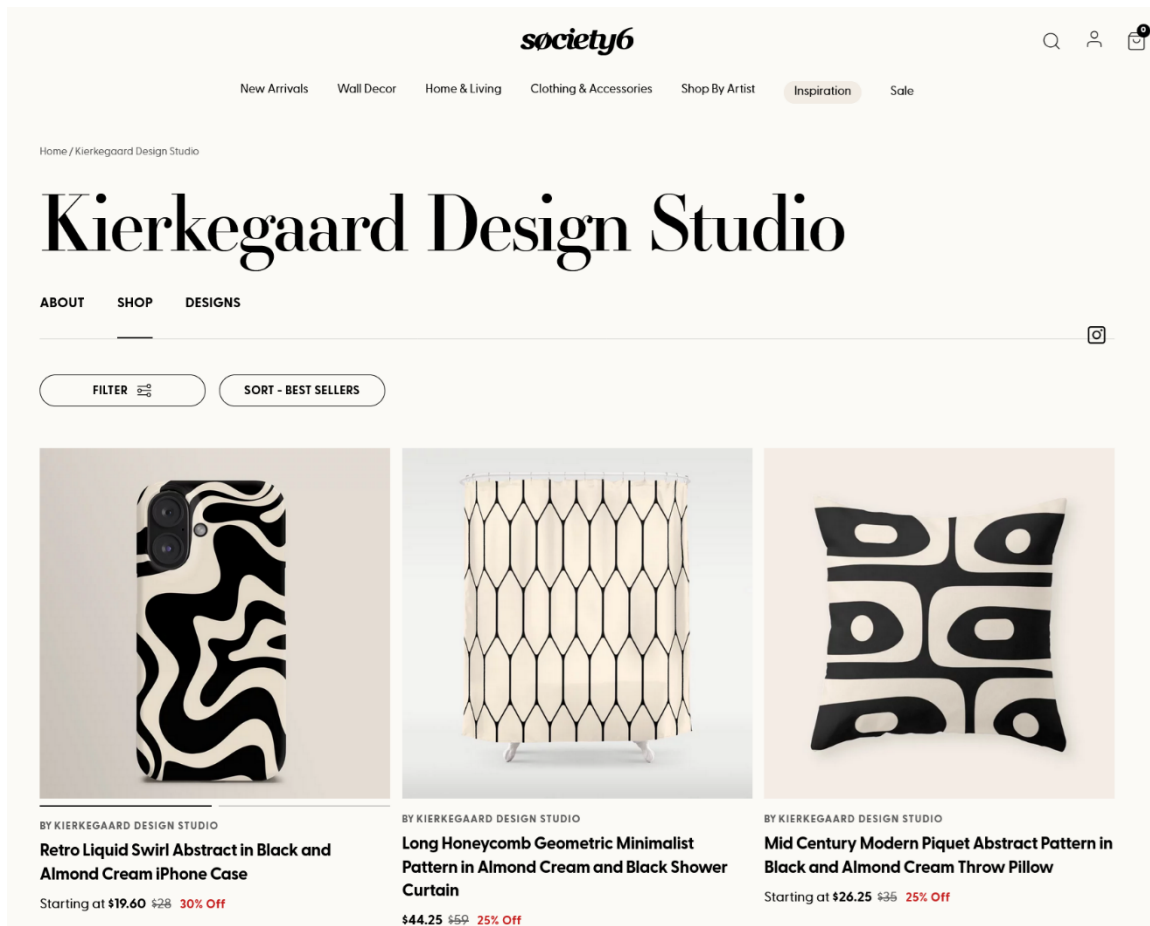 søciety6
0
New Arrivals Wall Decor Home & Living Clothing & Accessories Shop By Artist Inspiration Sale
Home / Kierkegaard Design Studio
Kierkegaard Design Studio
ABOUT SHOP DESIGNS
FILTER SORT - BEST SELLERS
BY KIERKEGAARD DESIGN STUDIO
Retro Liquid Swirl Abstract in Black and
Almond Cream iPhone Case
Starting at $19.60 $28 30% Off
BY KIERKEGAARD DESIGN STUDIO
Long Honeycomb Geometric Minimalist
Pattern in Almond Cream and Black Shower
Curtain
$44.25 $59 25% Off
BY KIERKEGAARD DESIGN STUDIO
Mid Century Modern Piquet Abstract Pattern in
Black and Almond Cream Throw Pillow
Starting at $26.25 $35 25% Off